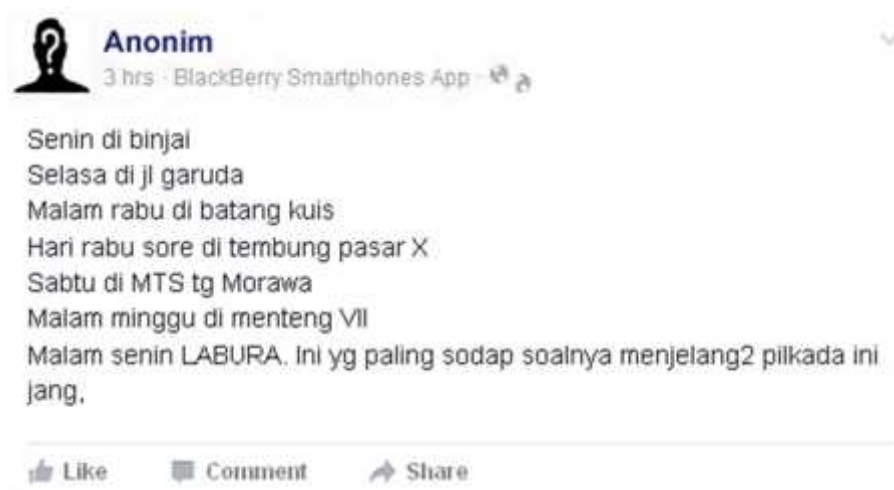 Anonim
3 hrs · BlackBerry Smartphones App ·
Senin di binjai
Selasa di jl garuda
Malam rabu di batang kuis
Hari rabu sore di tembung pasar X
Sabtu di MTS tg Morawa
Malam minggu di menteng VII
Malam senin LABURA. Ini yg paling sodap soalnya menjelang2 pilkada ini
jang,
Like Comment Share